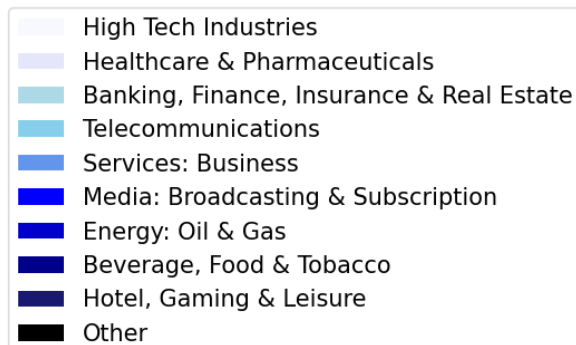 High Tech Industries
Healthcare & Pharmaceuticals
Banking, Finance, Insurance & Real Estate
Telecommunications
Services: Business
Media: Broadcasting & Subscription
Energy: Oil & Gas
Beverage, Food & Tobacco
Hotel, Gaming & Leisure
Other